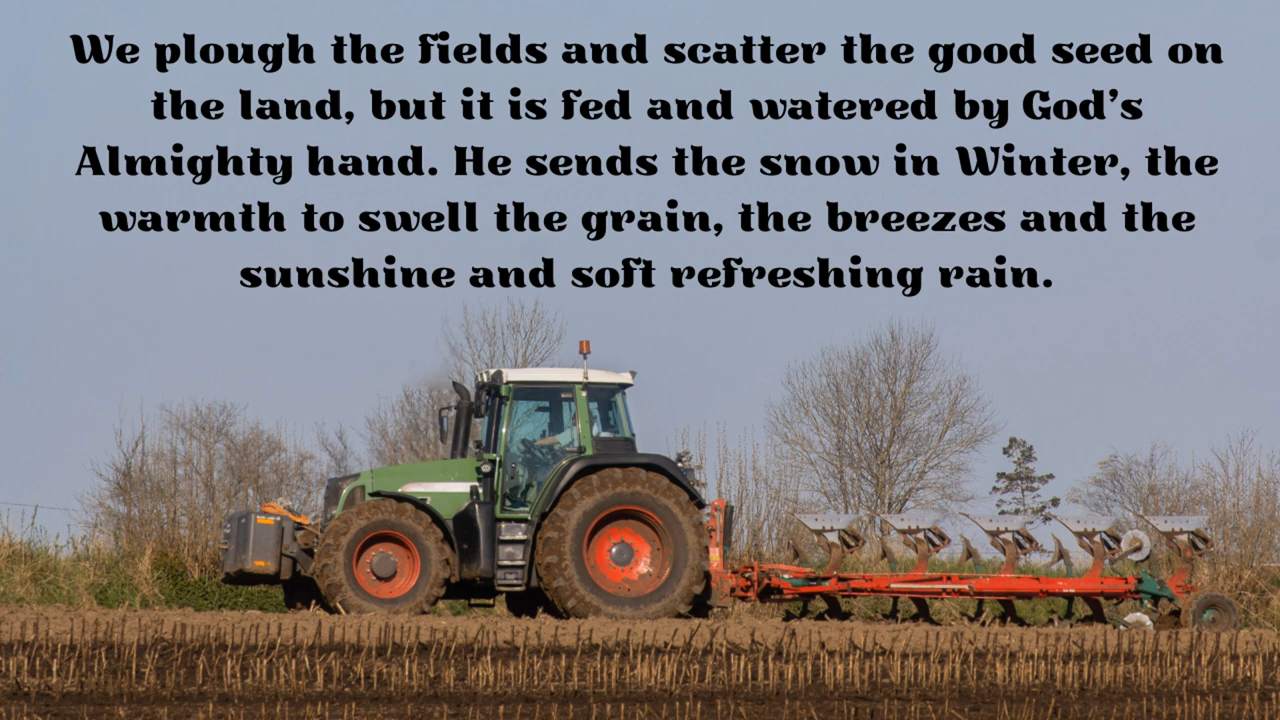 We plough the fields and scatter the good seed on
the land, but it is fed and watered by God’s
Almighty hand. He sends the snow in Winter, the
warmth to swell the grain, the breezes and the
sunshine and soft refreshing rain.